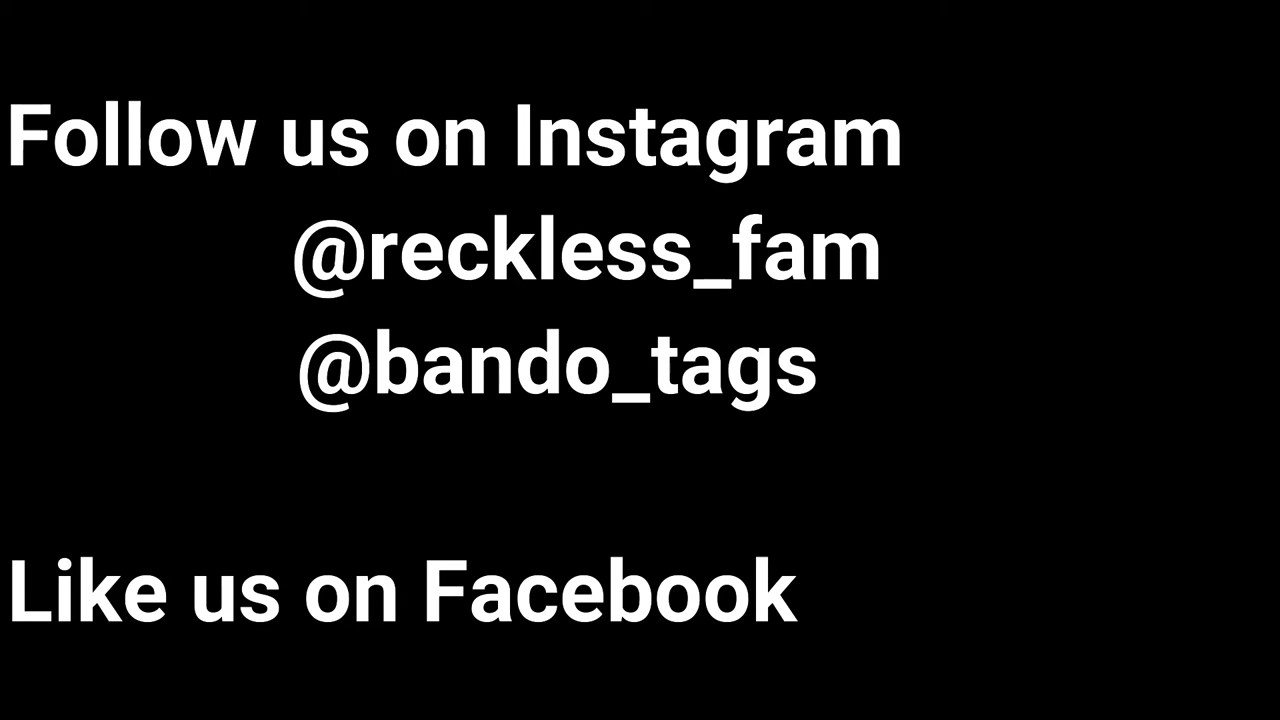 Follow us on Instagram
@reckless_fam
@bando_tags
Like us on Facebook